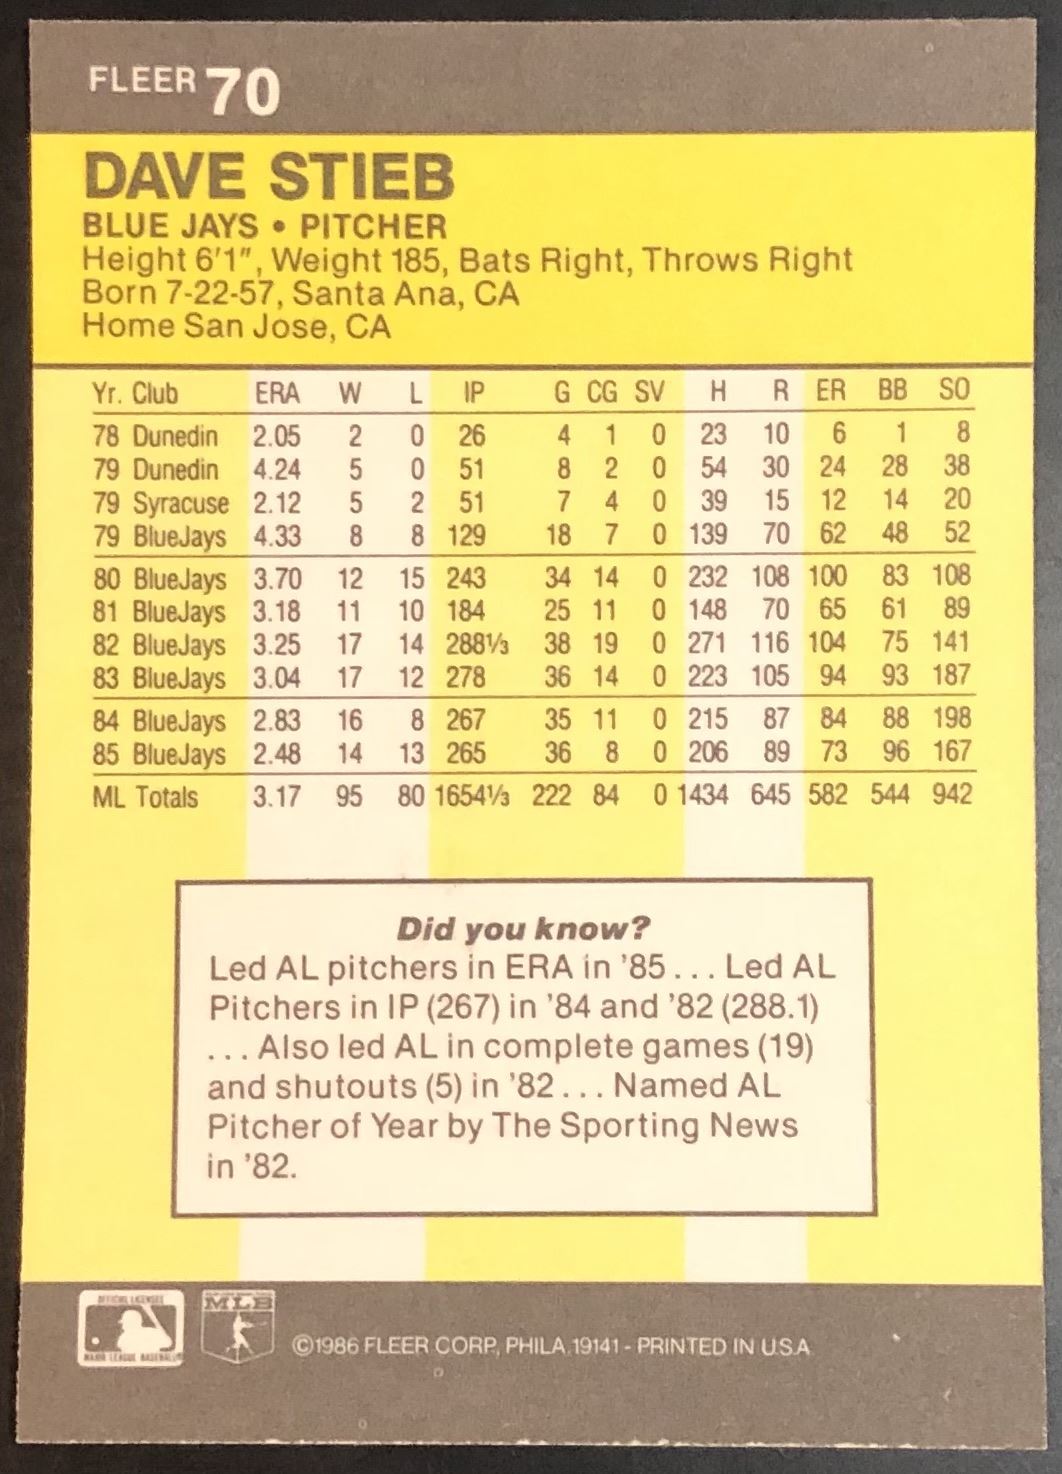 FLEER 70
DAVE STIEB
BLUE JAYS • PITCHER
Height 6'1", Weight 185, Bats Right, Throws Right
Born 7-22-57, Santa Ana, CA
Home San Jose, CA
Yr. Club ERA W L IP G CG SV H R ER BB SO
78 Dunedin 2.05 2 0 26 4 1 0 23 10 6 1 8
79 Dunedin 4.24 5 0 51 8 2 0 54 30 24 28 38
79 Syracuse 2.12 5 2 51 7 4 0 39 15 12 14 20
79 BlueJays 4.33 8 8 129 18 7 0 139 70 62 48 52
80 BlueJays 3.70 12 15 243 34 14 0 232 108 100 83 108
81 BlueJays 3.18 11 10 184 25 11 0 148 70 65 61 89
82 BlueJays 3.25 17 14 288⅓ 38 19 0 271 116 104 75 141
83 BlueJays 3.04 17 12 278 36 14 0 223 105 94 93 187
84 BlueJays 2.83 16 8 267 35 11 0 215 87 84 88 198
85 BlueJays 2.48 14 13 265 36 8 0 206 89 73 96 167
ML Totals 3.17 95 80 1654⅓ 222 84 0 1434 645 582 544 942
Did you know?
Led AL pitchers in ERA in '85... Led AL
Pitchers in IP (267) in '84 and '82 (288.1)
... Also led AL in complete games (19)
and shutouts (5) in '82... Named AL
Pitcher of Year by The Sporting News
in '82.
OFFICIAL LICENSEE
MAJOR LEAGUE BASEBALL
MLB
©1986 FLEER CORP., PHILA. 19141 - PRINTED IN U.S.A